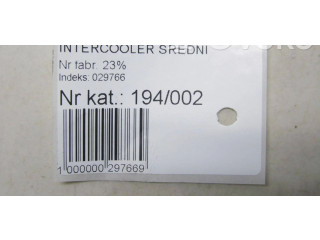 INTERCOOLER SREDNI
Nr fabr. 23%
Indeks: 029766
Nr kat.: 194/002
1 000000 297669